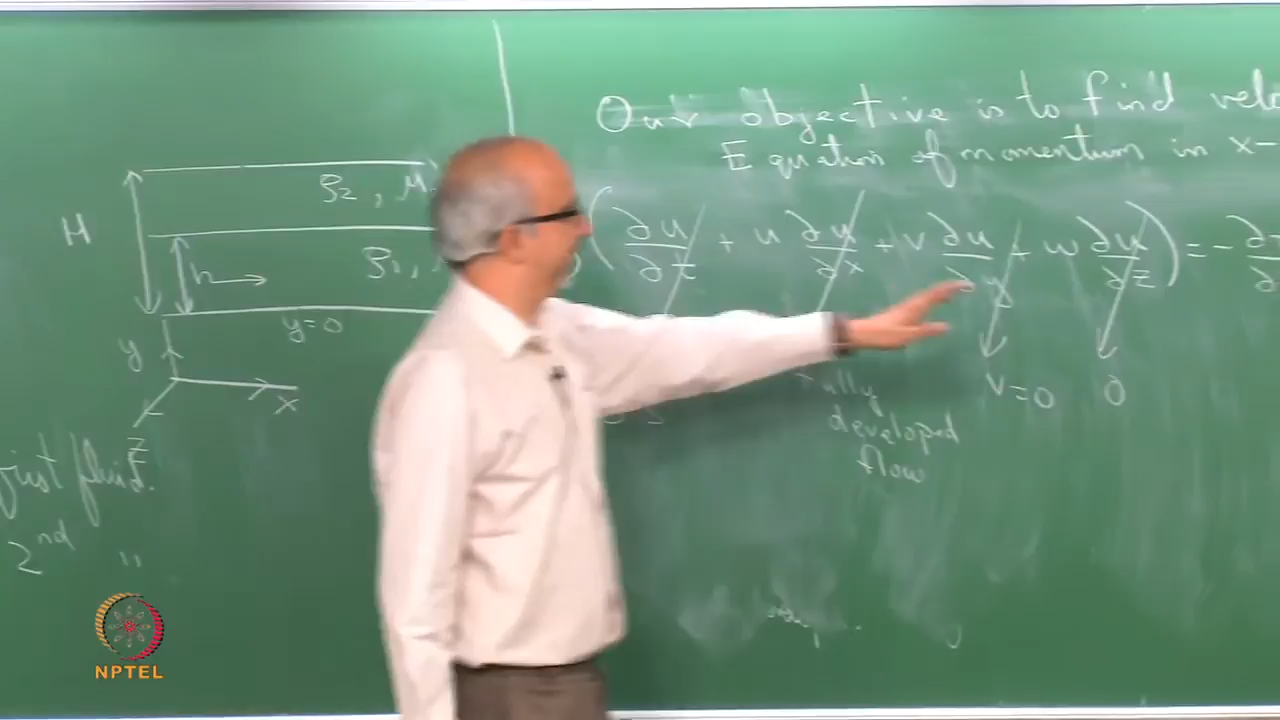 Our objective is to find
Equation of momentum in x-
ρ2 , μ
H
( ∂u/∂t + u ∂u/∂x + v ∂u/∂y + w ∂u/∂z ) = - ∂
h
ρ1,
y=0
y
x
z
v=0
0
Fully
developed
flow
first fluid.
2nd "
NPTEL